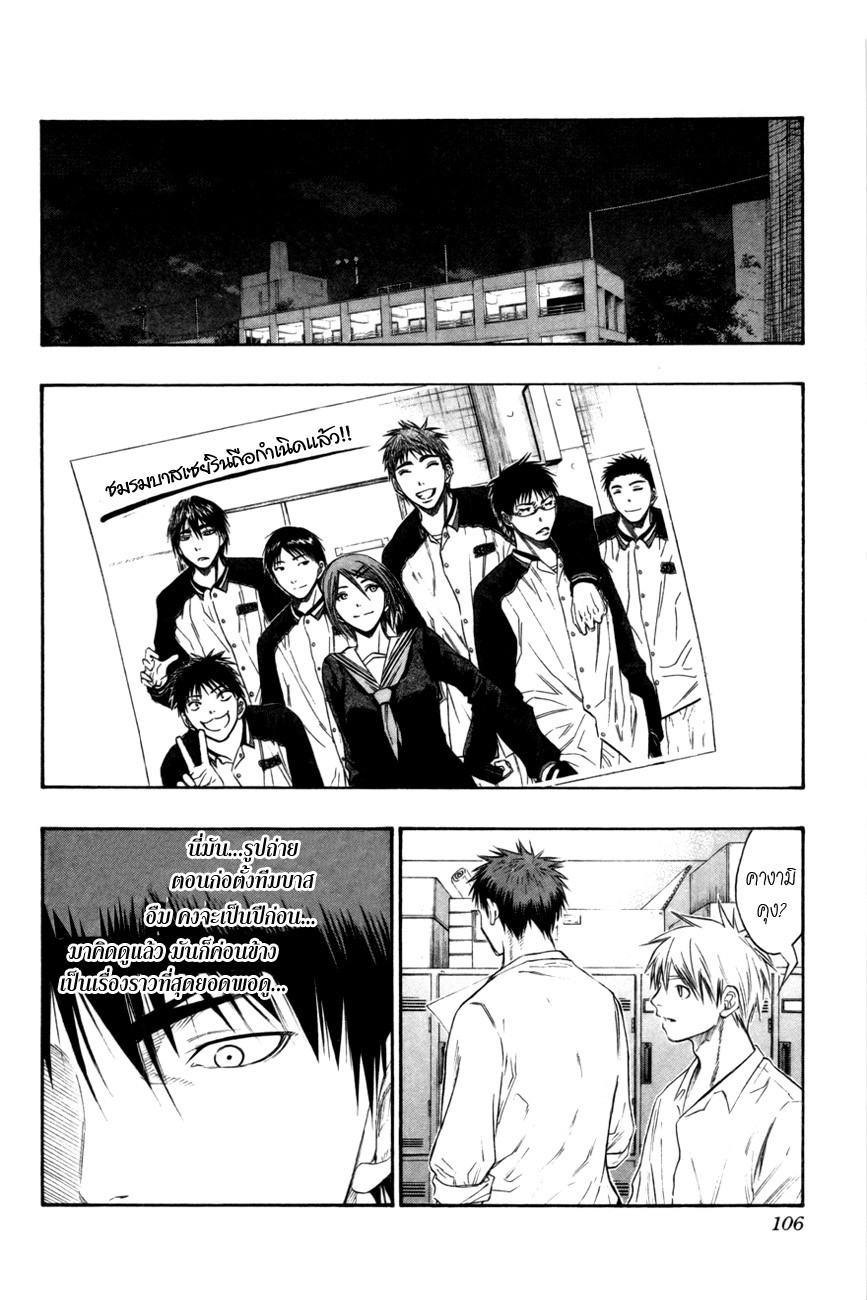 ชมรมบาสเซย์รินถือกำเนิดแล้ว!!
คางามิ
คุง?
นี่มัน...รูปถ่าย
ตอนก่อตั้งทีมบาส
อืม คงจะเป็นปีก่อน...
มาคิดดูแล้ว มันก็ค่อนข้าง
เป็นเรื่องราวที่สุดยอดพอดู...
106